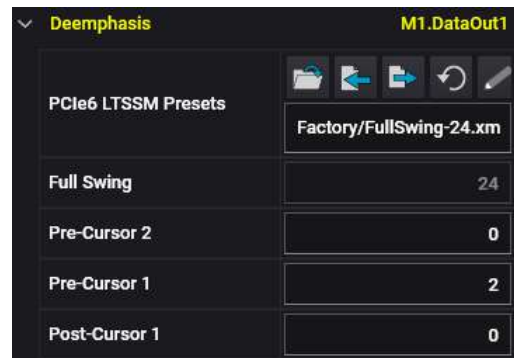 Deemphasis M1.DataOut1
PCIe6 LTSSM Presets
Factory/FullSwing-24.xm
Full Swing 24
Pre-Cursor 2 0
Pre-Cursor 1 2
Post-Cursor 1 0